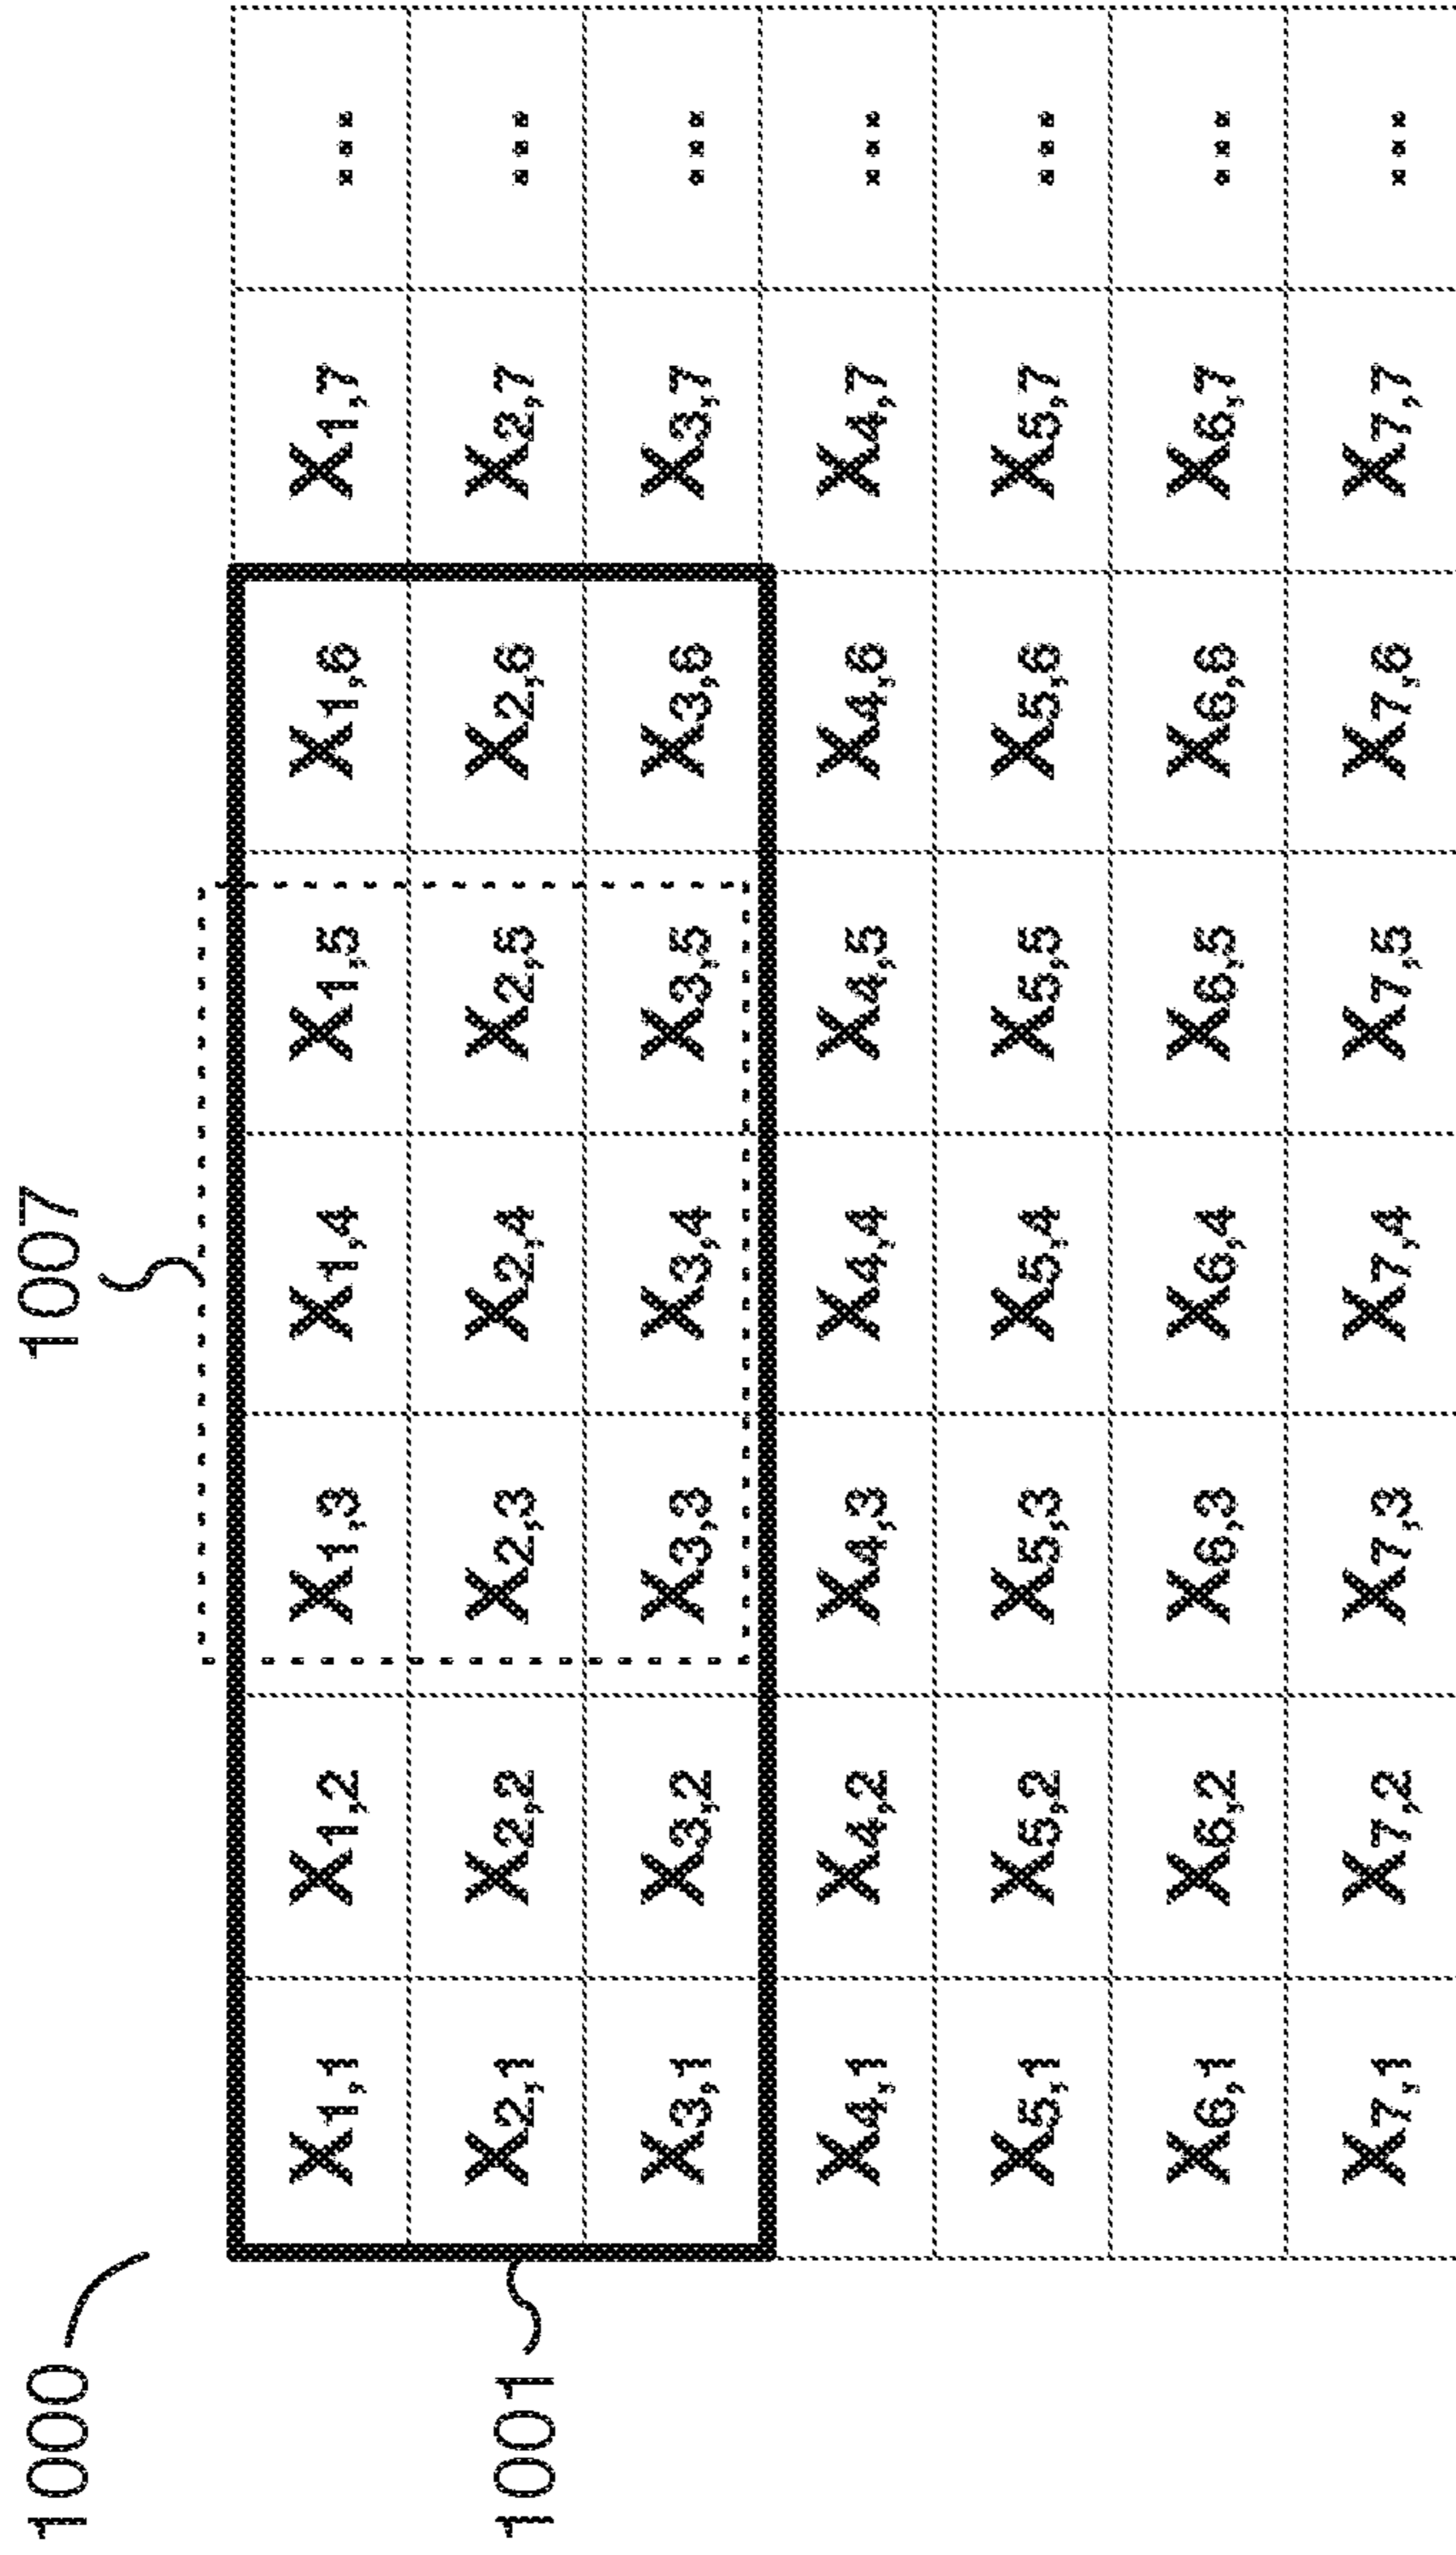 1000
1007
1001
X1,1 X1,2 X1,3 X1,4 X1,5 X1,6 X1,7 ...
X2,1 X2,2 X2,3 X2,4 X2,5 X2,6 X2,7 ...
X3,1 X3,2 X3,3 X3,4 X3,5 X3,6 X3,7 ...
X4,1 X4,2 X4,3 X4,4 X4,5 X4,6 X4,7 ...
X5,1 X5,2 X5,3 X5,4 X5,5 X5,6 X5,7 ...
X6,1 X6,2 X6,3 X6,4 X6,5 X6,6 X6,7 ...
X7,1 X7,2 X7,3 X7,4 X7,5 X7,6 X7,7 ...